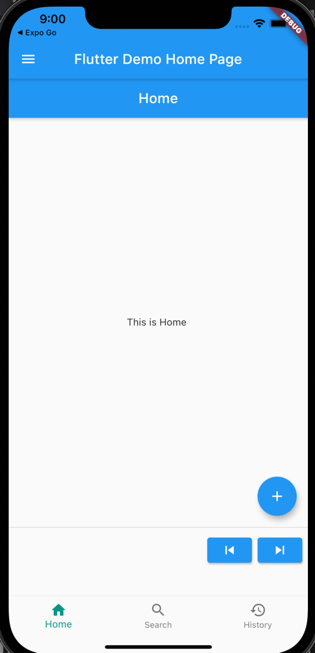 9:00
◀ Expo Go
DEBUG
Flutter Demo Home Page
Home
This is Home
Home
Search
History